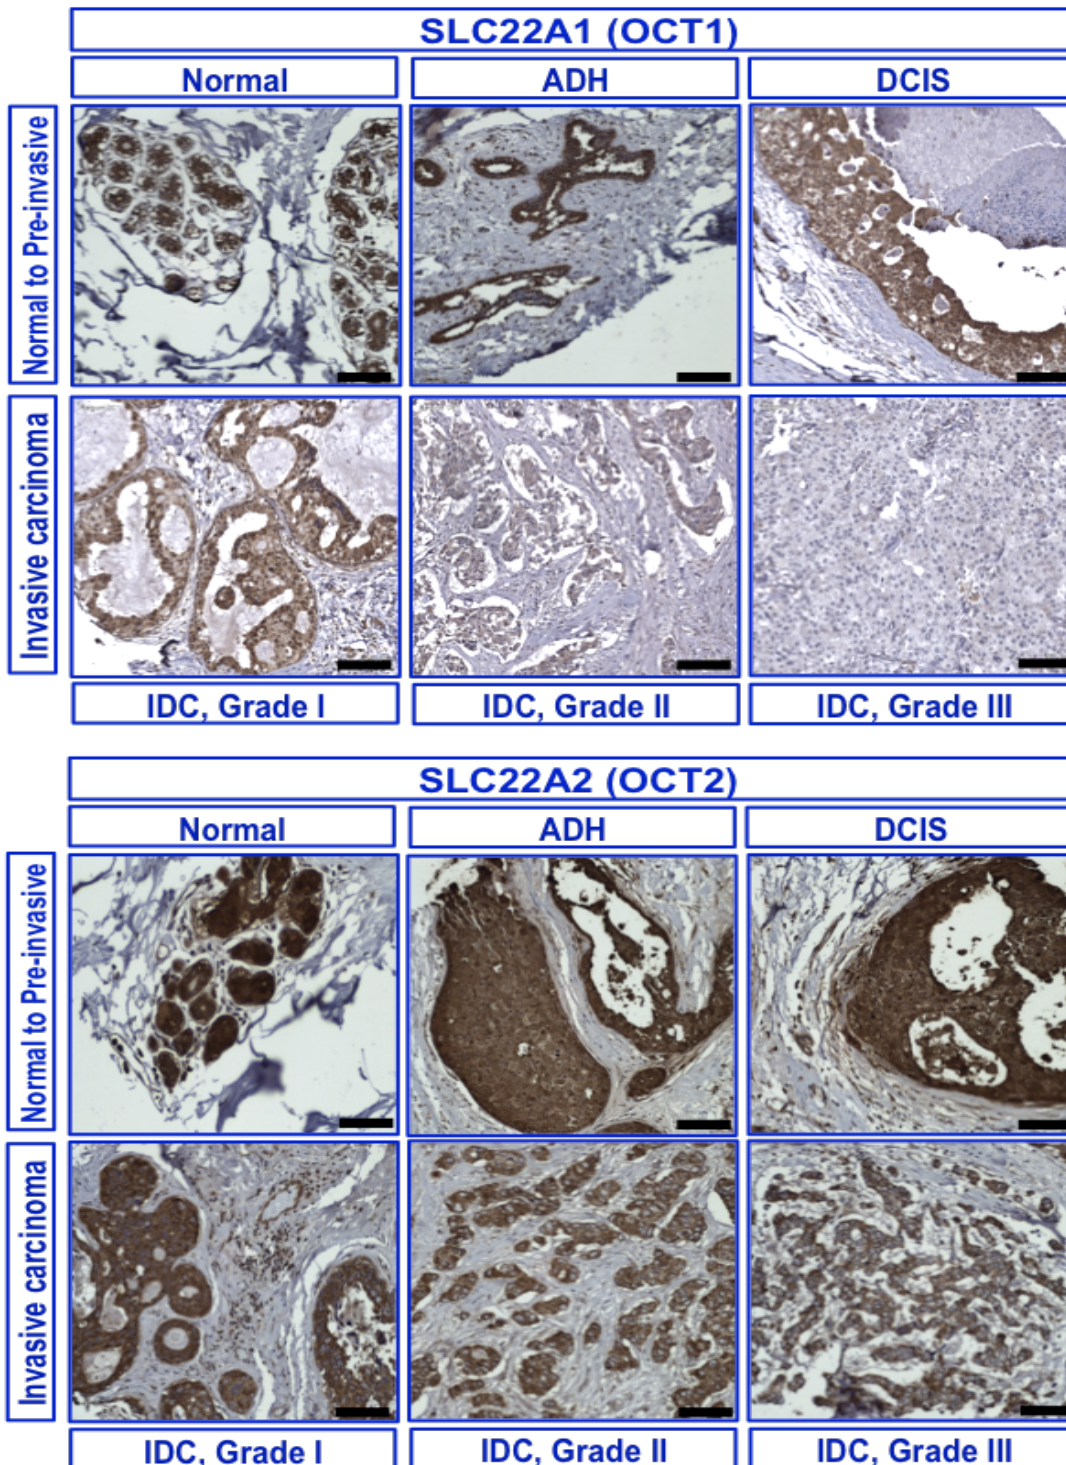 SLC22A1 (OCT1)
Normal
ADH
DCIS
Normal to Pre-invasive
Invasive carcinoma
IDC, Grade I
IDC, Grade II
IDC, Grade III
SLC22A2 (OCT2)
Normal
ADH
DCIS
Normal to Pre-invasive
Invasive carcinoma
IDC, Grade I
IDC, Grade II
IDC, Grade III